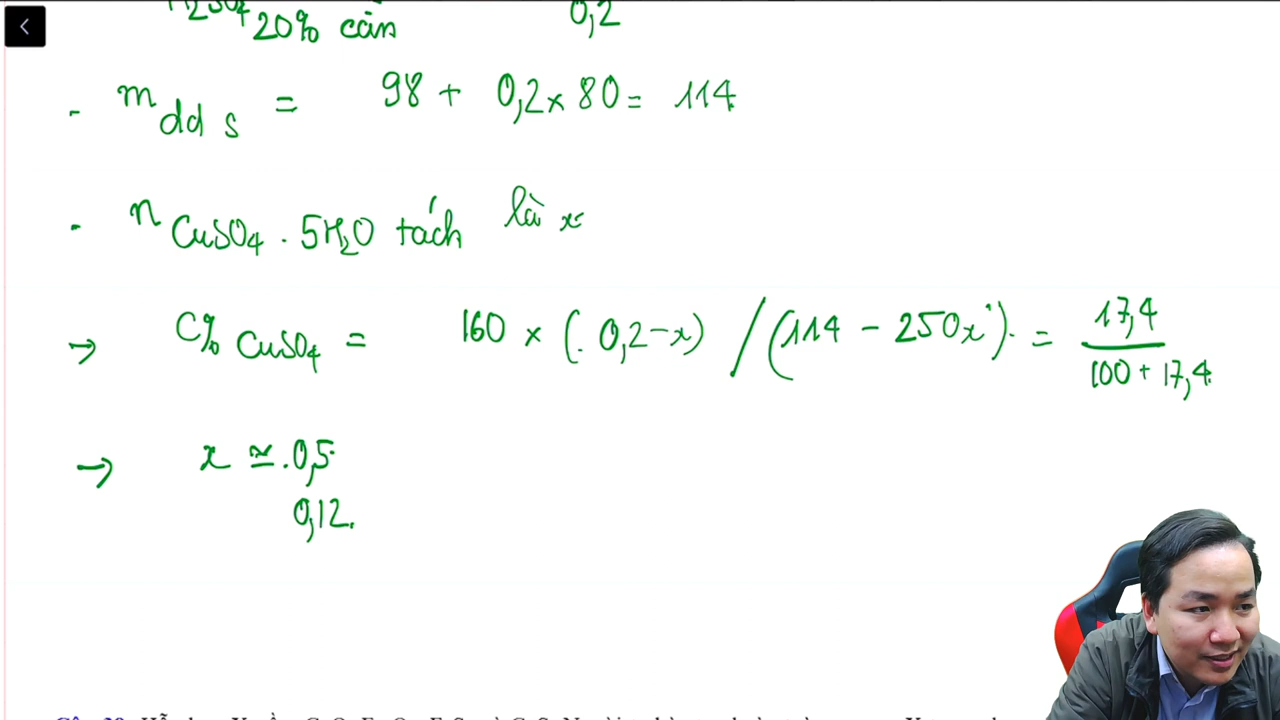 H2SO4 20% cần 0,2
- m dd s = 98 + 0,2 x 80 = 114
- n CuSO4 . 5H2O tách là x
→ C% CuSO4 = 160 x (0,2 - x) / (114 - 250x) = 17,4 / (100 + 17,4)
→ x ≅ 0,5
0,12.